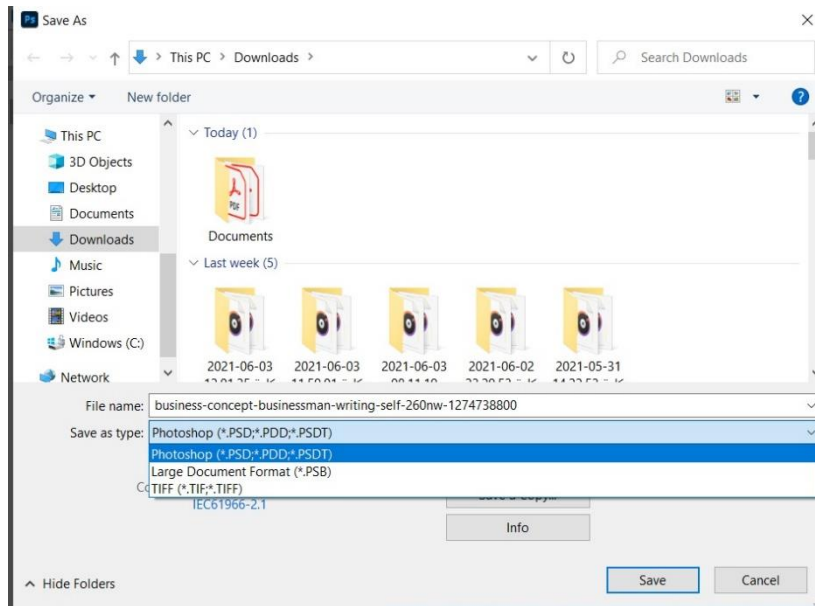 Ps Save As
This PC > Downloads >
Search Downloads
Organize
New folder
?
This PC
3D Objects
Desktop
Documents
Downloads
Music
Pictures
Videos
Windows (C:)
Network
Today (1)
PDF
Documents
Last week (5)
2021-06-03
2021-06-03
2021-06-03
2021-06-02
2021-05-31
File name: business-concept-businessman-writing-self-260nw-1274738800
Save as type: Photoshop (*.PSD;*.PDD;*.PSDT)
Photoshop (*.PSD;*.PDD;*.PSDT)
Large Document Format (*.PSB)
TIFF (*.TIF;*.TIFF)
IEC61966-2.1
Info
Hide Folders
Save
Cancel